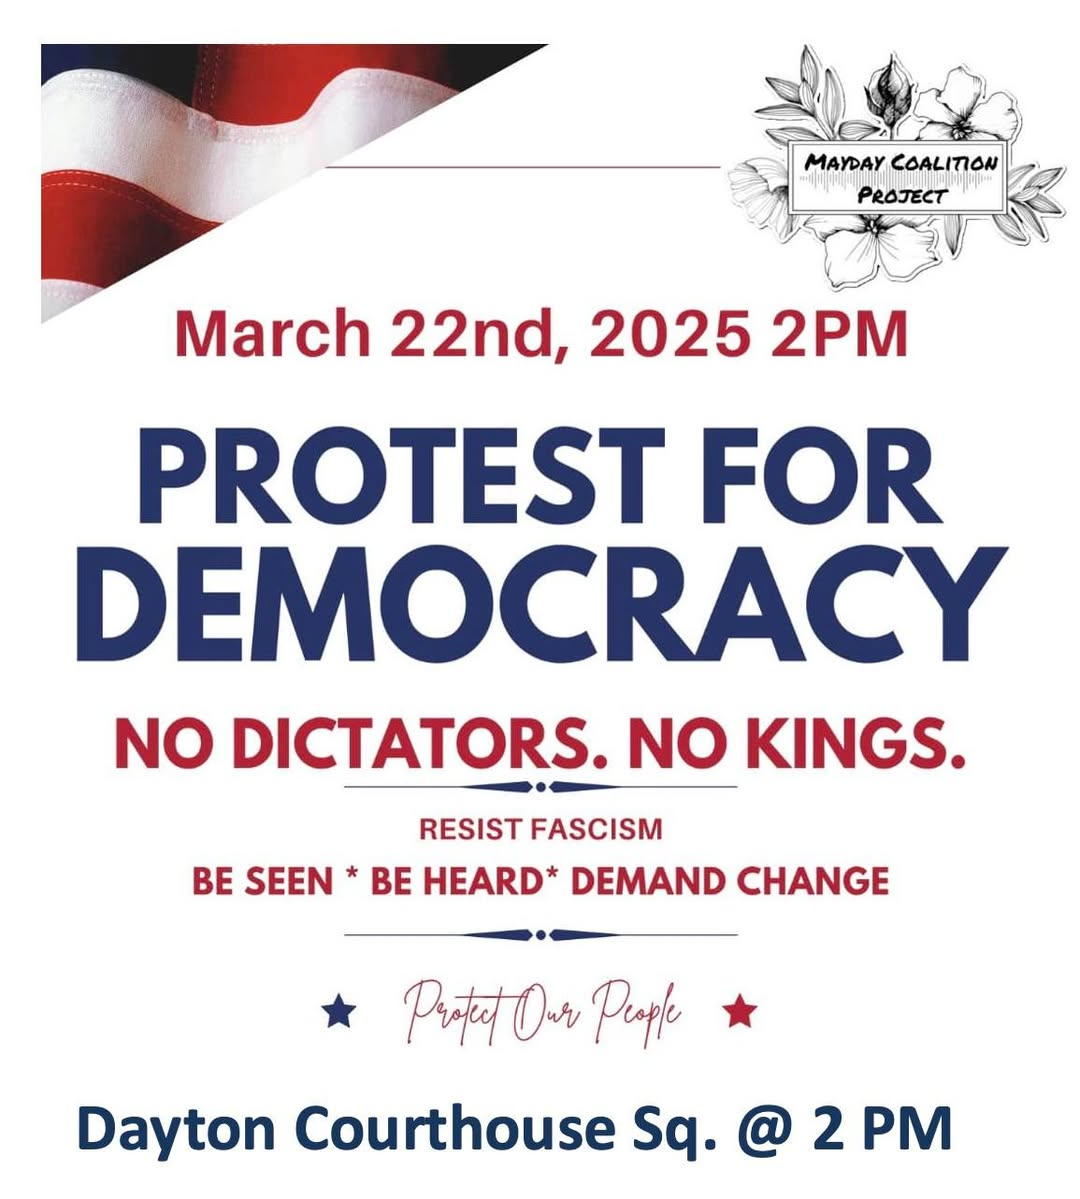 MAYDAY COALITION
PROJECT
March 22nd, 2025 2PM
PROTEST FOR
DEMOCRACY
NO DICTATORS. NO KINGS.
RESIST FASCISM
BE SEEN * BE HEARD* DEMAND CHANGE
Protect Our People
Dayton Courthouse Sq. @ 2 PM